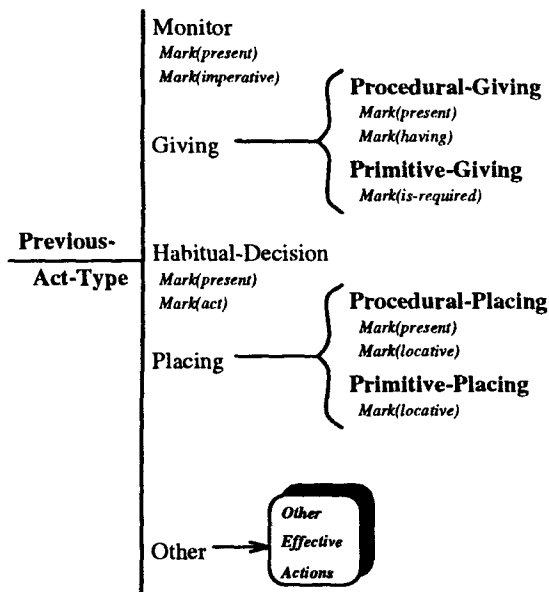 Monitor
Mark(present)
Mark(imperative)
Procedural-Giving
Mark(present)
Mark(having)
Giving
Primitive-Giving
Mark(is-required)
Previous-
Act-Type
Habitual-Decision
Mark(present)
Mark(act)
Procedural-Placing
Mark(present)
Mark(locative)
Placing
Primitive-Placing
Mark(locative)
Other
Other
Effective
Actions